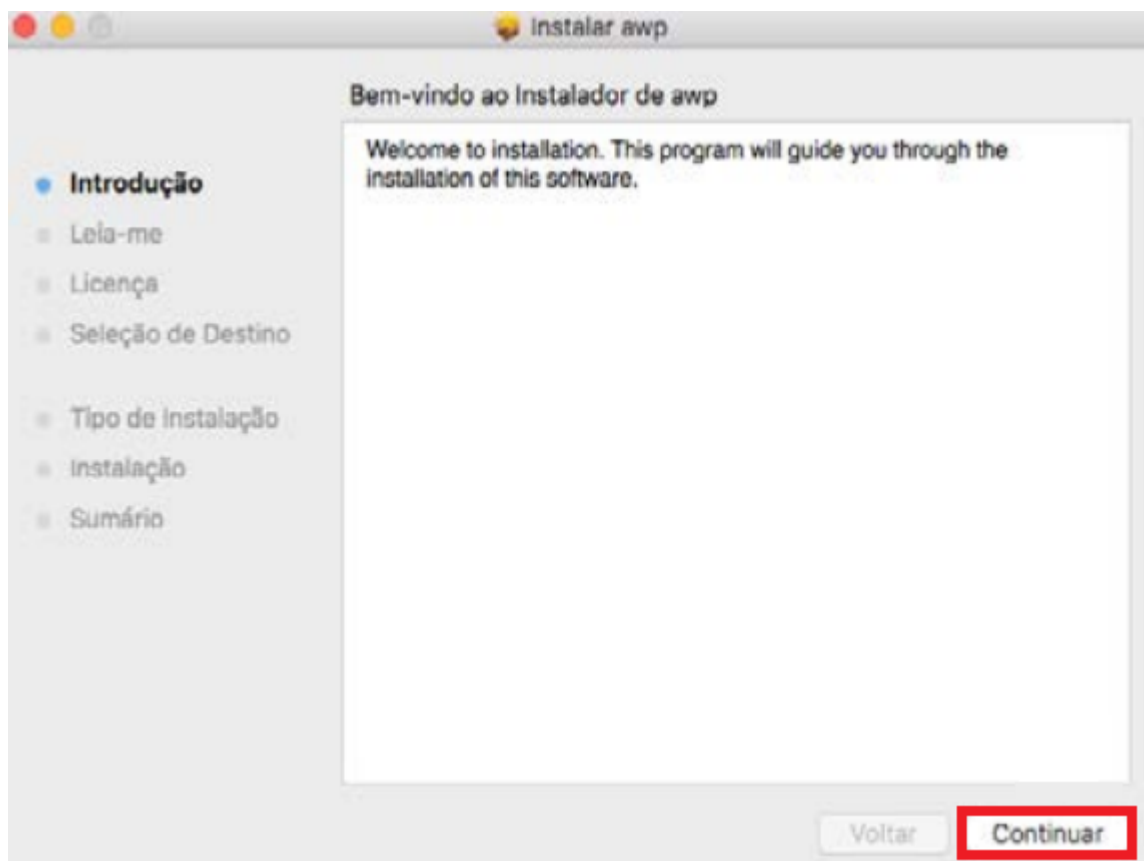 Instalar awp
Bem-vindo ao Instalador de awp
Welcome to installation. This program will guide you through the
installation of this software.
Introdução
Leia-me
Licença
Seleção de Destino
Tipo de Instalação
Instalação
Sumário
Voltar
Continuar